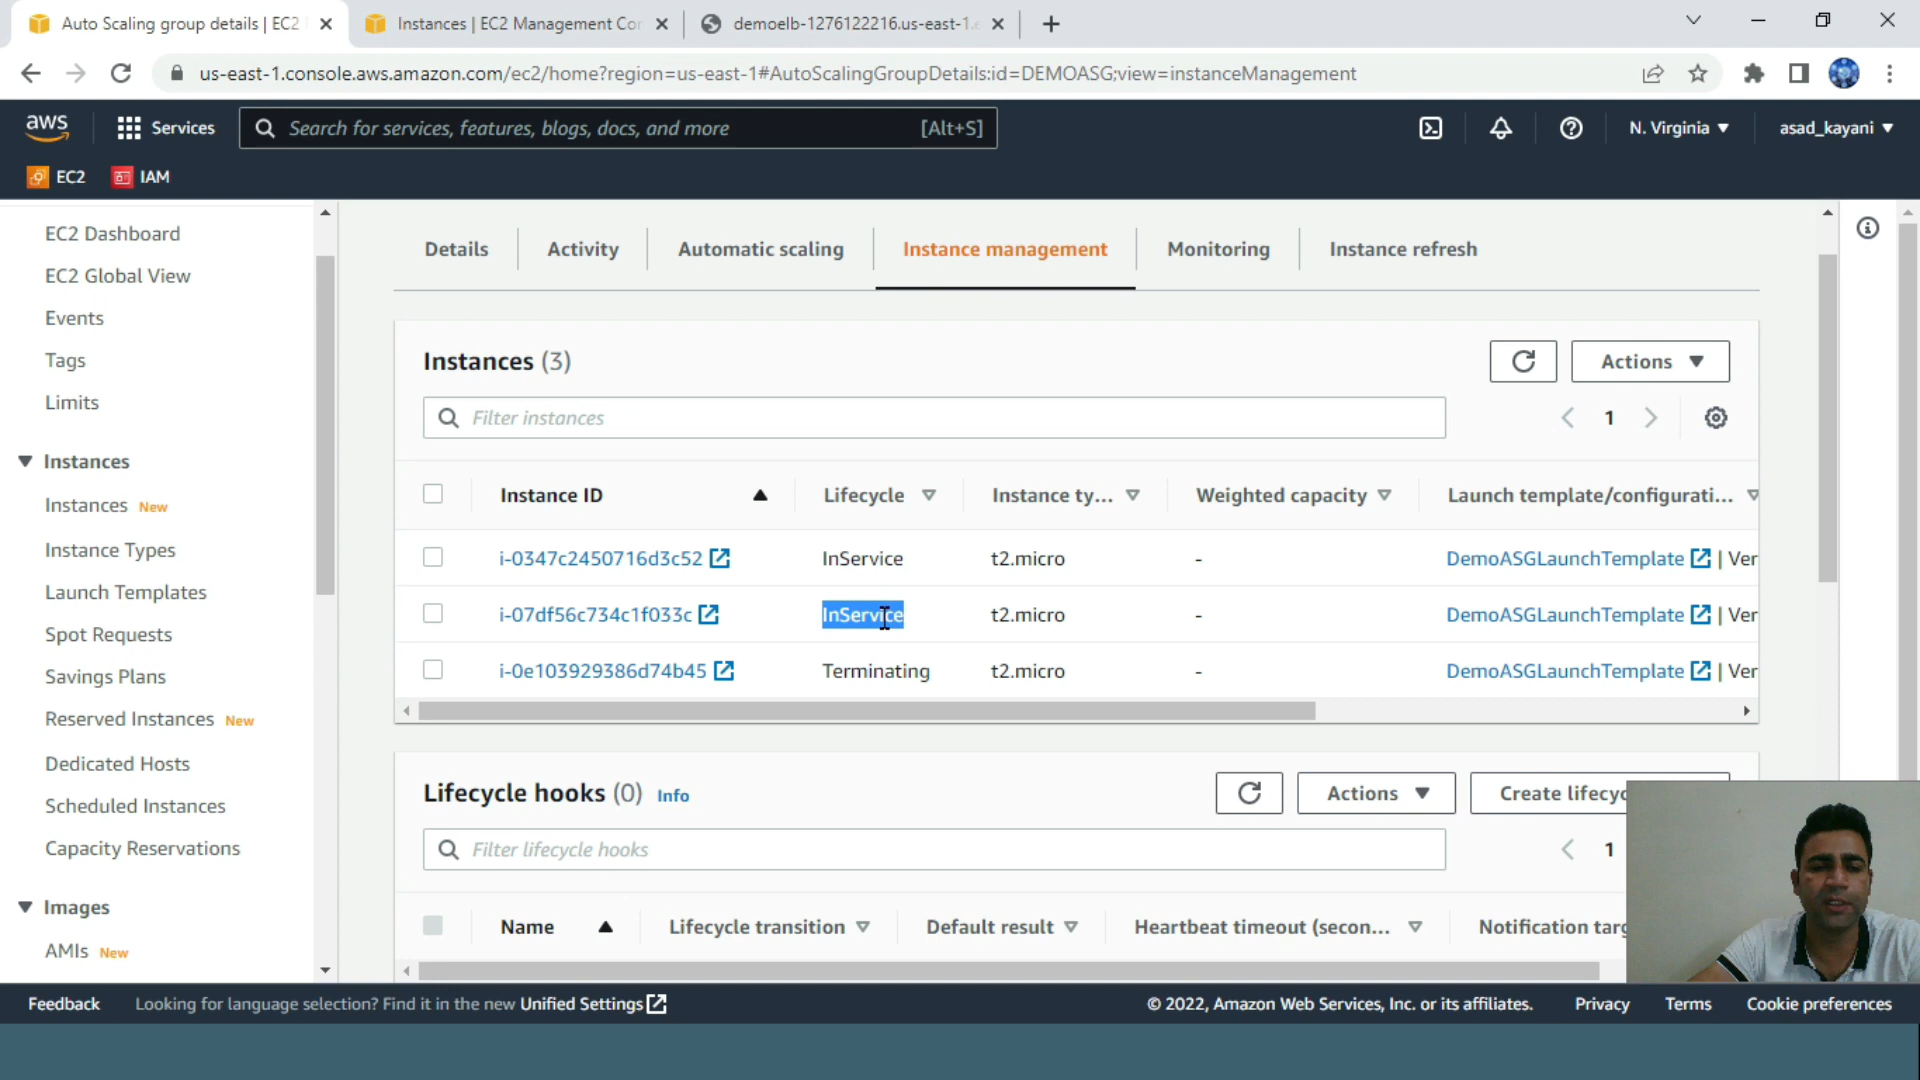 Auto Scaling group details | EC2
Instances | EC2 Management Cor
demoelb-1276122216.us-east-1.e
us-east-1.console.aws.amazon.com/ec2/home?region=us-east-1#AutoScalingGroupDetails:id=DEMOASG;view=instanceManagement
aws
Services
Search for services, features, blogs, docs, and more
[Alt+S]
N. Virginia
asad_kayani
EC2
IAM
EC2 Dashboard
EC2 Global View
Events
Tags
Limits
Instances
Instances New
Instance Types
Launch Templates
Spot Requests
Savings Plans
Reserved Instances New
Dedicated Hosts
Scheduled Instances
Capacity Reservations
Images
AMIs New
Details
Activity
Automatic scaling
Instance management
Monitoring
Instance refresh
Instances (3)
Actions
Filter instances
1
Instance ID
Lifecycle
Instance ty...
Weighted capacity
Launch template/configurati...
i-0347c2450716d3c52 InService t2.micro - DemoASGLaunchTemplate | Ver
i-07df56c734c1f033c InService t2.micro - DemoASGLaunchTemplate | Ver
i-0e103929386d74b45 Terminating t2.micro - DemoASGLaunchTemplate | Ver
Lifecycle hooks (0) Info
Actions
Create lifecyc
Filter lifecycle hooks
1
Name
Lifecycle transition
Default result
Heartbeat timeout (secon...
Notification targ
Feedback
Looking for language selection? Find it in the new Unified Settings
© 2022, Amazon Web Services, Inc. or its affiliates.
Privacy
Terms
Cookie preferences